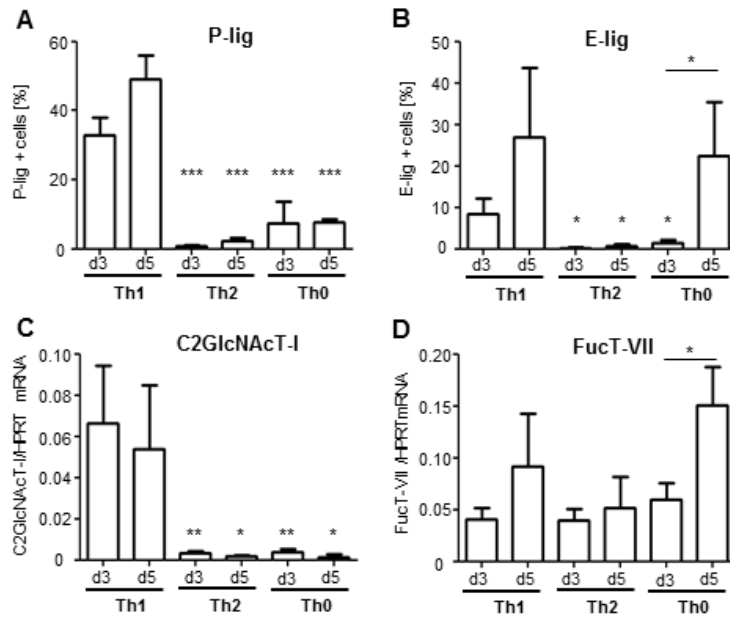 A
P-lig
P-lig + cells [%]
60
40
20
0
*** *** *** ***
d3 d5 d3 d5 d3 d5
Th1 Th2 Th0
B
E-lig
E-lig + cells [%]
50
40
30
20
10
0
*
* * *
d3 d5 d3 d5 d3 d5
Th1 Th2 Th0
C
C2GlcNAcT-I
C2GlcNAcT-I/HPRT mRNA
0.10
0.08
0.06
0.04
0.02
0
** * ** *
d3 d5 d3 d5 d3 d5
Th1 Th2 Th0
D
FucT-VII
FucT-VII /HPRTmRNA
0.20
0.15
0.10
0.05
0.00
*
d3 d5 d3 d5 d3 d5
Th1 Th2 Th0